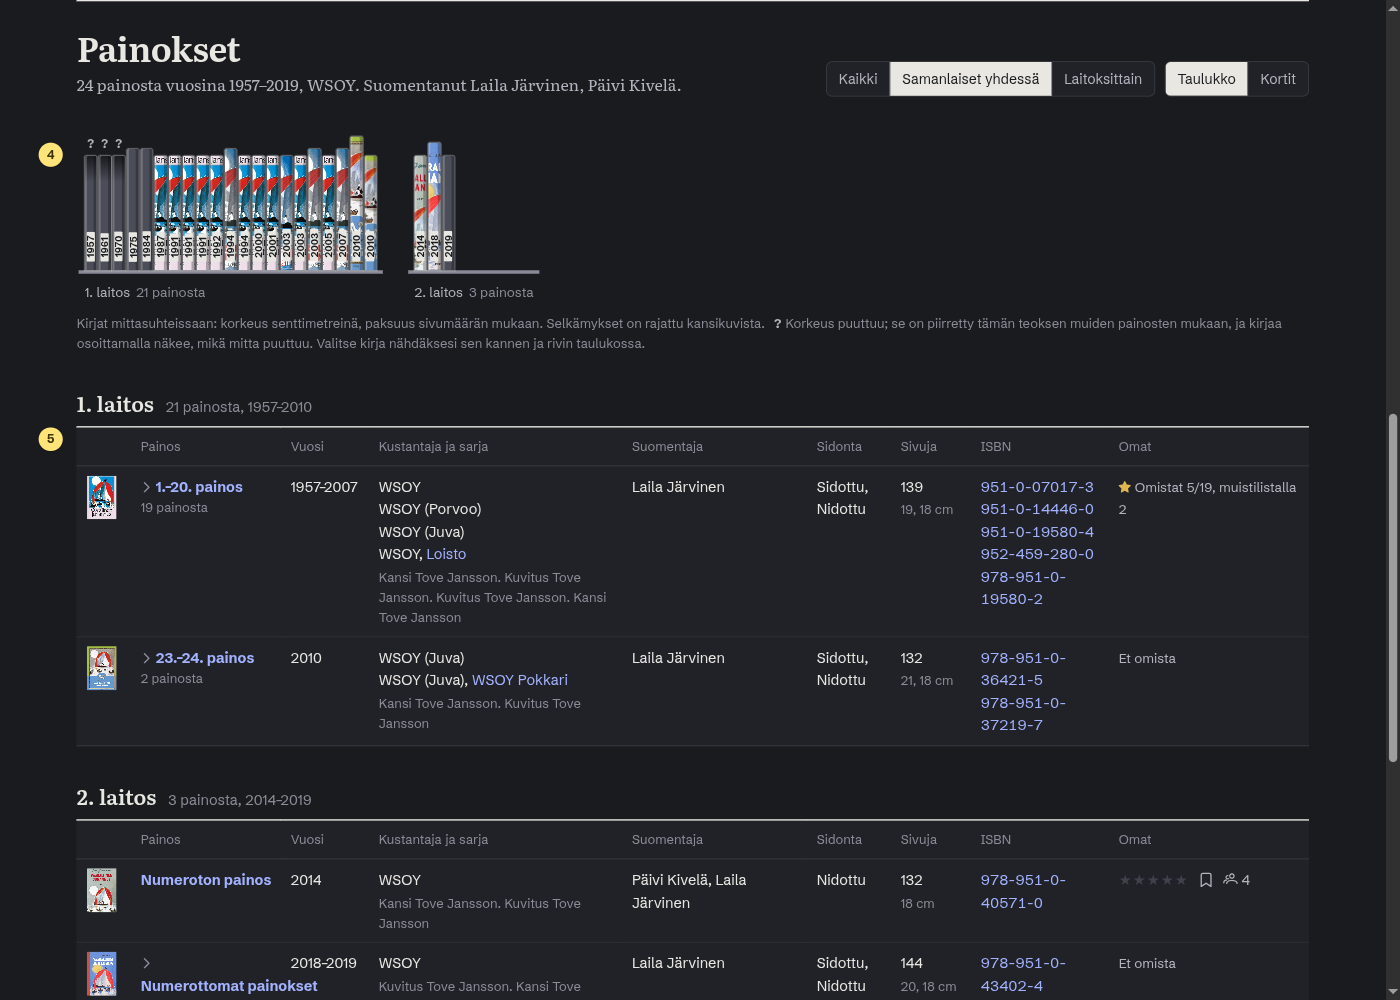 Painokset
24 painosta vuosina 1957–2019, WSOY. Suomentanut Laila Järvinen, Päivi Kivelä.
Kaikki Samanlaiset yhdessä Laitoksittain Taulukko Kortit
4
? ? ?
1957 1961 1970 1975 1984 1987 1991 1991 1991 1992 1994 1994 2000 2001 2003 2003 2003 2005 2007 2010 2010 2014 2018 2019
1. laitos 21 painosta 2. laitos 3 painosta
Kirjat mittasuhteissaan: korkeus senttimetreinä, paksuus sivumäärän mukaan. Selkämykset on rajattu kansikuvista. ? Korkeus puuttuu; se on piirretty tämän teoksen muiden painosten mukaan, ja kirjaa
osoittamalla näkee, mikä mitta puuttuu. Valitse kirja nähdäksesi sen kannen ja rivin taulukossa.
1. laitos 21 painosta, 1957–2010
5
Painos Vuosi Kustantaja ja sarja Suomentaja Sidonta Sivuja ISBN Omat
1.–20. painos 1957–2007 WSOY Laila Järvinen Sidottu, 139 951-0-07017-3 Omistat 5/19, muistilistalla
19 painosta WSOY (Porvoo) Nidottu 19, 18 cm 951-0-14446-0 2
WSOY (Juva) 951-0-19580-4
WSOY, Loisto 952-459-280-0
Kansi Tove Jansson. Kuvitus Tove 978-951-0-
Jansson. Kuvitus Tove Jansson. Kansi 19580-2
Tove Jansson
23.–24. painos 2010 WSOY (Juva) Laila Järvinen Sidottu, 132 978-951-0- Et omista
2 painosta WSOY (Juva), WSOY Pokkari Nidottu 21, 18 cm 36421-5
Kansi Tove Jansson. Kuvitus Tove 978-951-0-
Jansson 37219-7
2. laitos 3 painosta, 2014–2019
Painos Vuosi Kustantaja ja sarja Suomentaja Sidonta Sivuja ISBN Omat
Numeroton painos 2014 WSOY Päivi Kivelä, Laila Nidottu 132 978-951-0- 4
Kansi Tove Jansson. Kuvitus Tove Järvinen 18 cm 40571-0
Jansson
2018–2019 WSOY Laila Järvinen Sidottu, 144 978-951-0- Et omista
Numerottomat painokset Kuvitus Tove Jansson. Kansi Tove Nidottu 20, 18 cm 43402-4